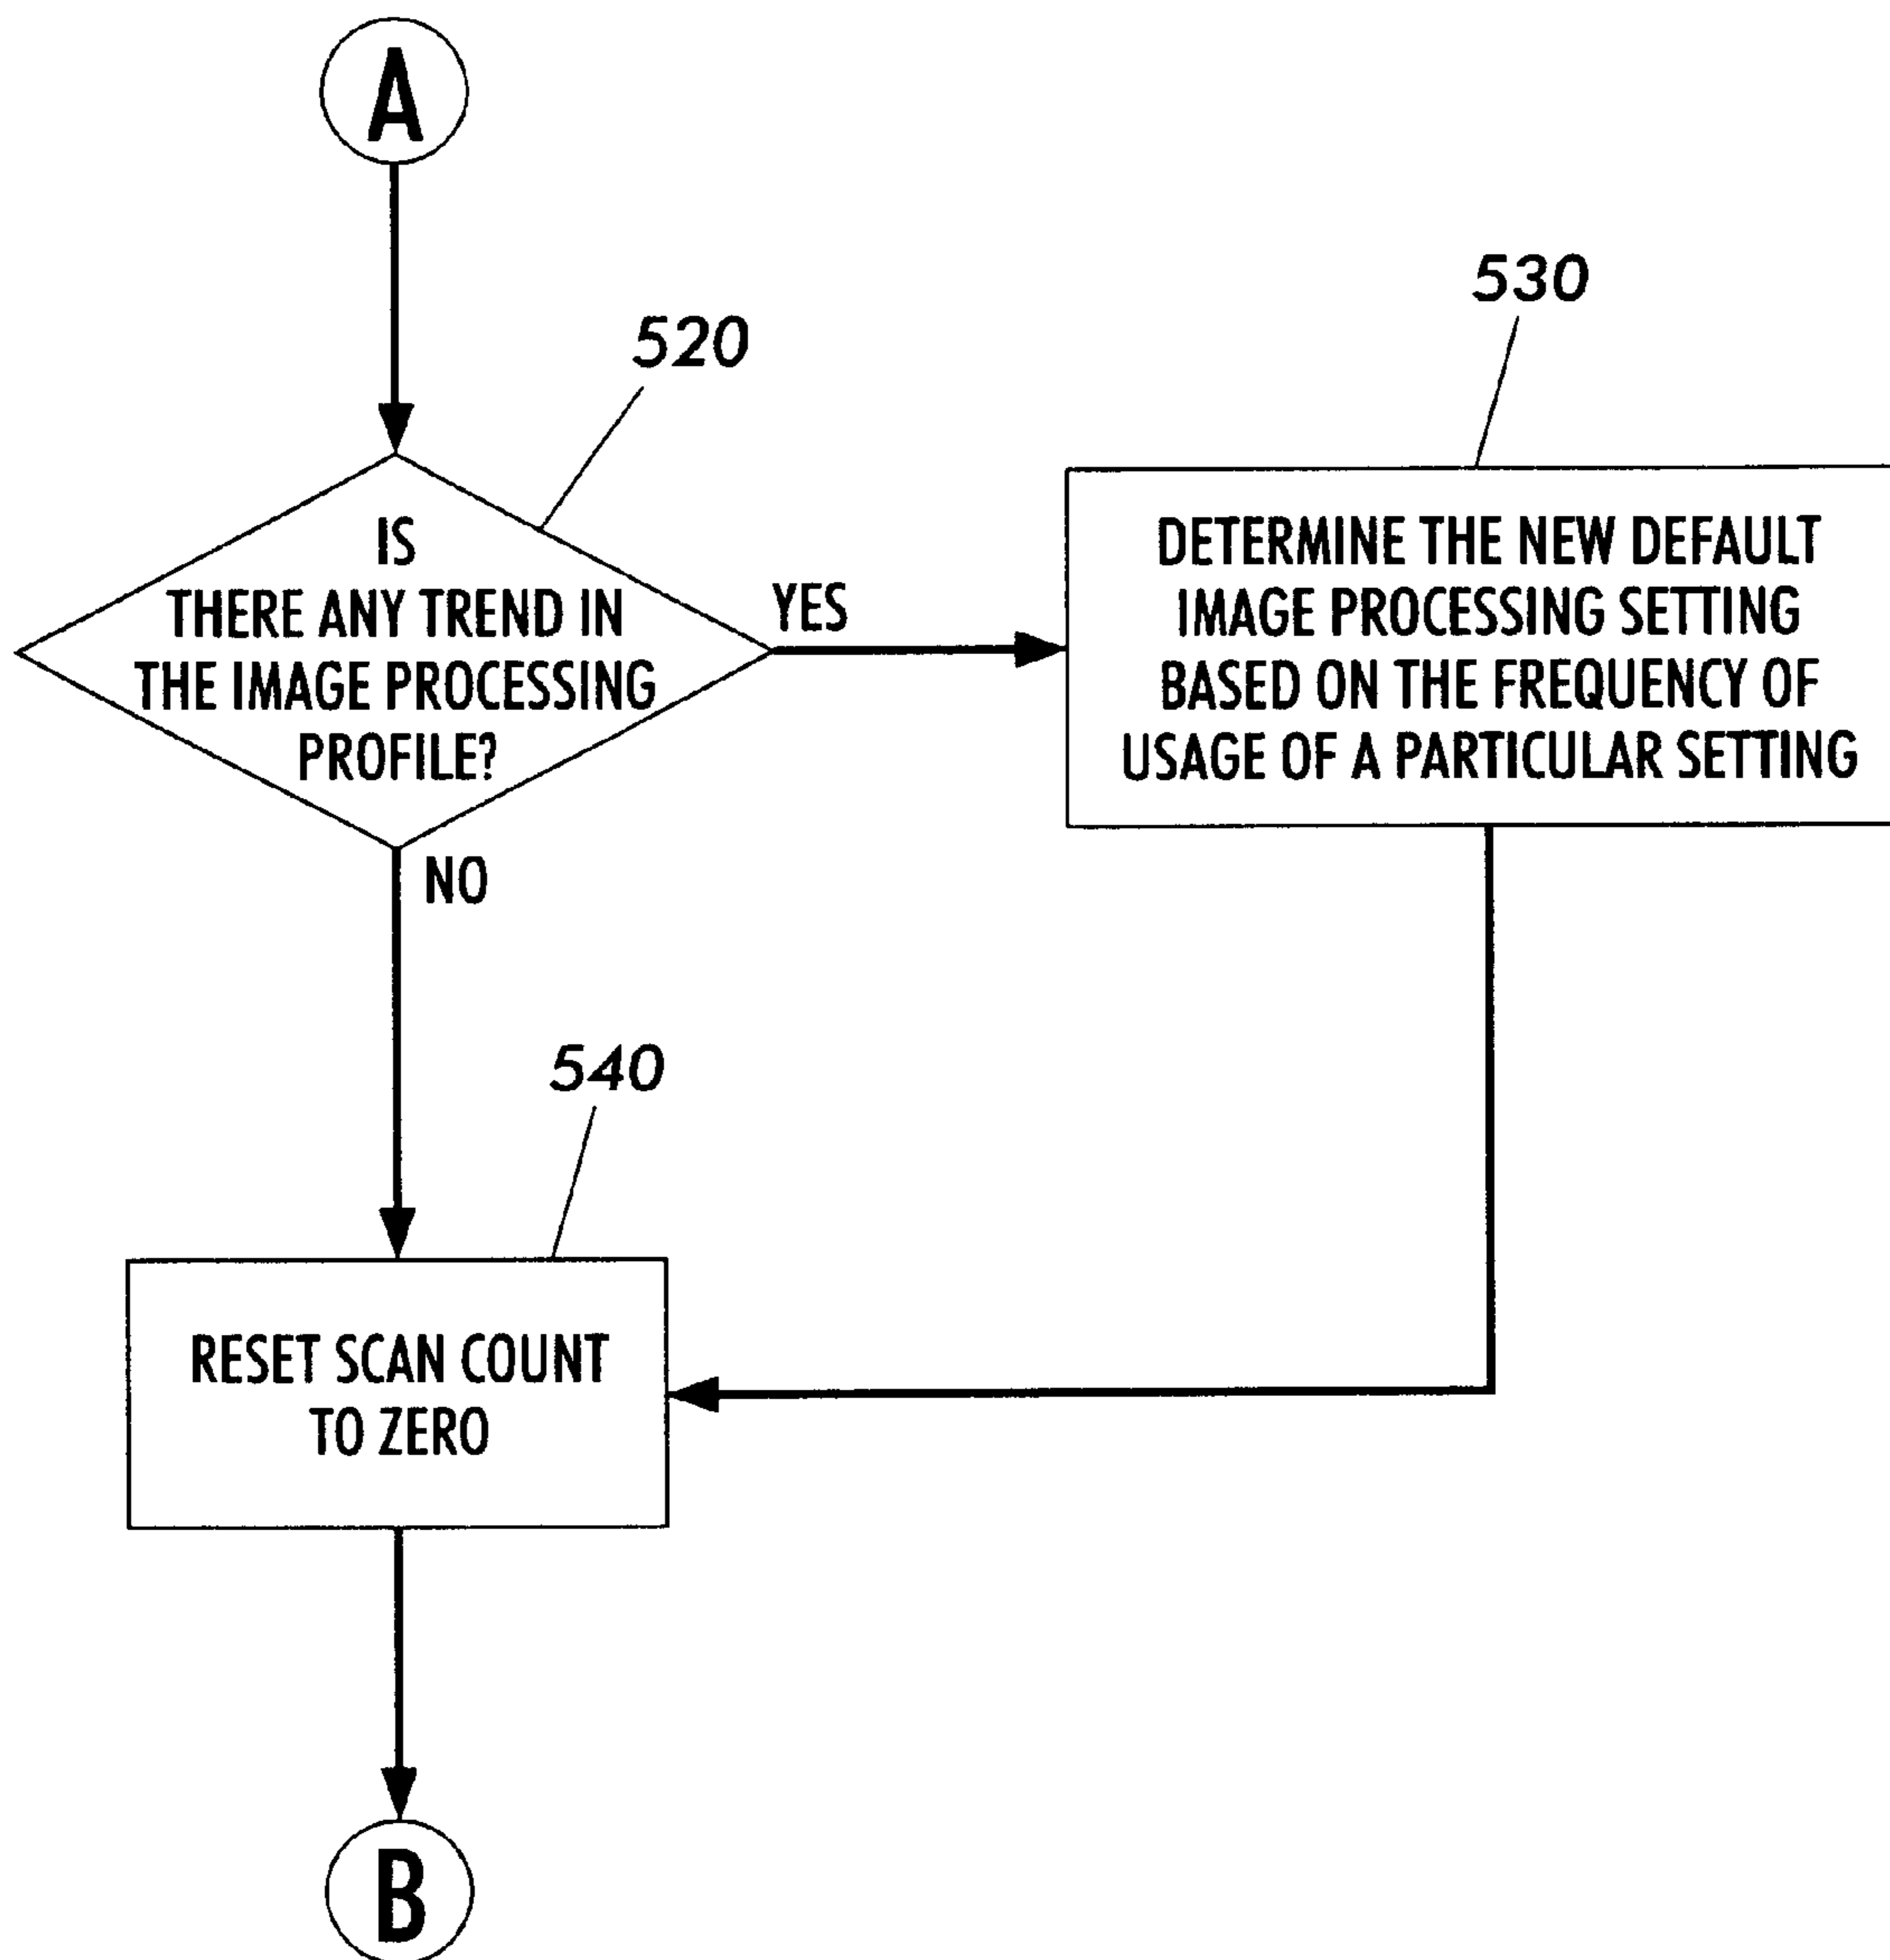 A
520
IS
THERE ANY TREND IN
THE IMAGE PROCESSING
PROFILE?
YES
NO
530
DETERMINE THE NEW DEFAULT
IMAGE PROCESSING SETTING
BASED ON THE FREQUENCY OF
USAGE OF A PARTICULAR SETTING
540
RESET SCAN COUNT
TO ZERO
B